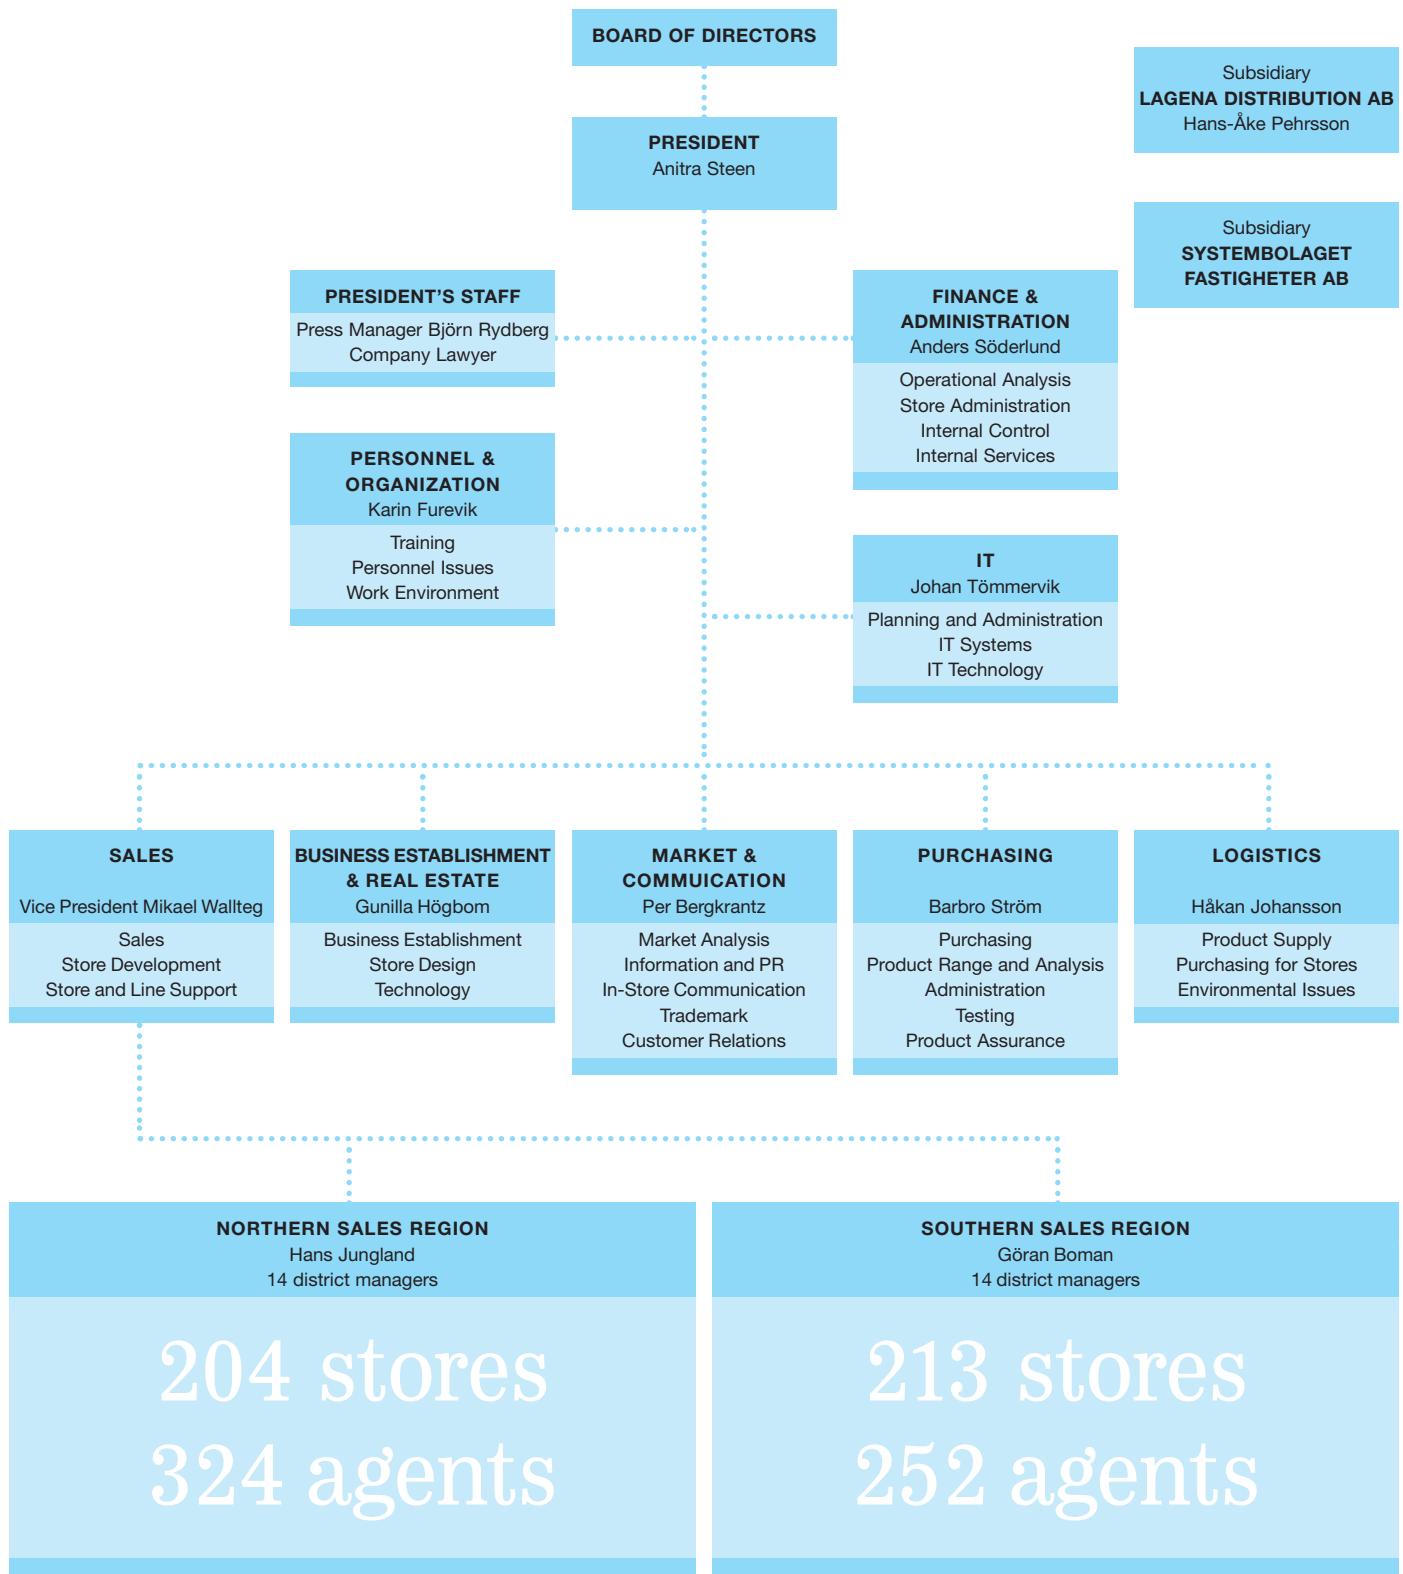 BOARD OF DIRECTORS
PRESIDENT
Anitra Steen
Subsidiary
LAGENA DISTRIBUTION AB
Hans-Åke Pehrsson
Subsidiary
SYSTEMBOLAGET
FASTIGHETER AB
PRESIDENT’S STAFF
Press Manager Björn Rydberg
Company Lawyer
FINANCE &
ADMINISTRATION
Anders Söderlund
Operational Analysis
Store Administration
Internal Control
Internal Services
PERSONNEL &
ORGANIZATION
Karin Furevik
Training
Personnel Issues
Work Environment
IT
Johan Tömmervik
Planning and Administration
IT Systems
IT Technology
SALES
Vice President Mikael Wallteg
Sales
Store Development
Store and Line Support
BUSINESS ESTABLISHMENT
& REAL ESTATE
Gunilla Högbom
Business Establishment
Store Design
Technology
MARKET &
COMMUICATION
Per Bergkrantz
Market Analysis
Information and PR
In-Store Communication
Trademark
Customer Relations
PURCHASING
Barbro Ström
Purchasing
Product Range and Analysis
Administration
Testing
Product Assurance
LOGISTICS
Håkan Johansson
Product Supply
Purchasing for Stores
Environmental Issues
NORTHERN SALES REGION
Hans Jungland
14 district managers
204 stores
324 agents
SOUTHERN SALES REGION
Göran Boman
14 district managers
213 stores
252 agents